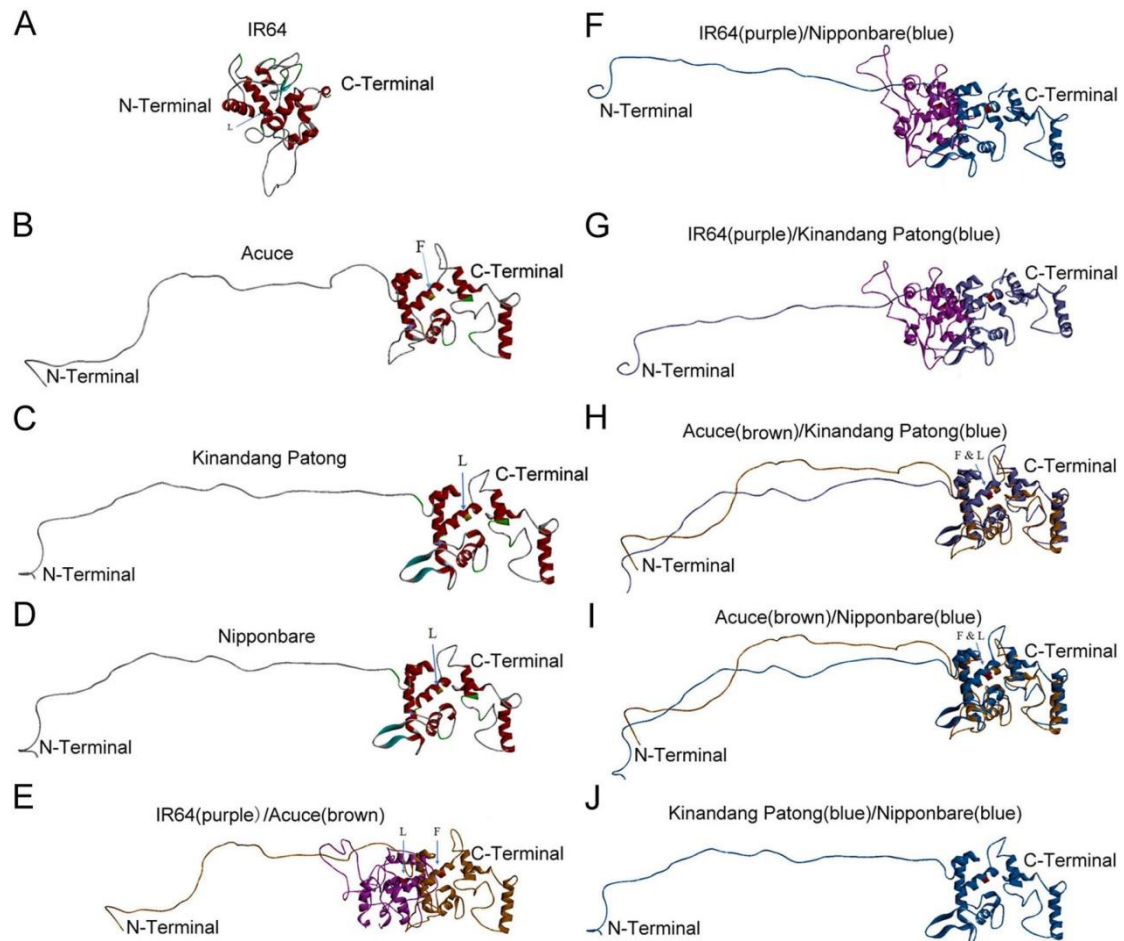 A
IR64
N-Terminal
C-Terminal
L
B
Acuce
F
C-Terminal
N-Terminal
C
Kinandang Patong
L
C-Terminal
N-Terminal
D
Nipponbare
L
C-Terminal
N-Terminal
E
IR64(purple)/Acuce(brown)
L
F
C-Terminal
N-Terminal
F
IR64(purple)/Nipponbare(blue)
C-Terminal
N-Terminal
G
IR64(purple)/Kinandang Patong(blue)
C-Terminal
N-Terminal
H
Acuce(brown)/Kinandang Patong(blue)
F & L
C-Terminal
N-Terminal
I
Acuce(brown)/Nipponbare(blue)
F & L
C-Terminal
N-Terminal
J
Kinandang Patong(blue)/Nipponbare(blue)
C-Terminal
N-Terminal